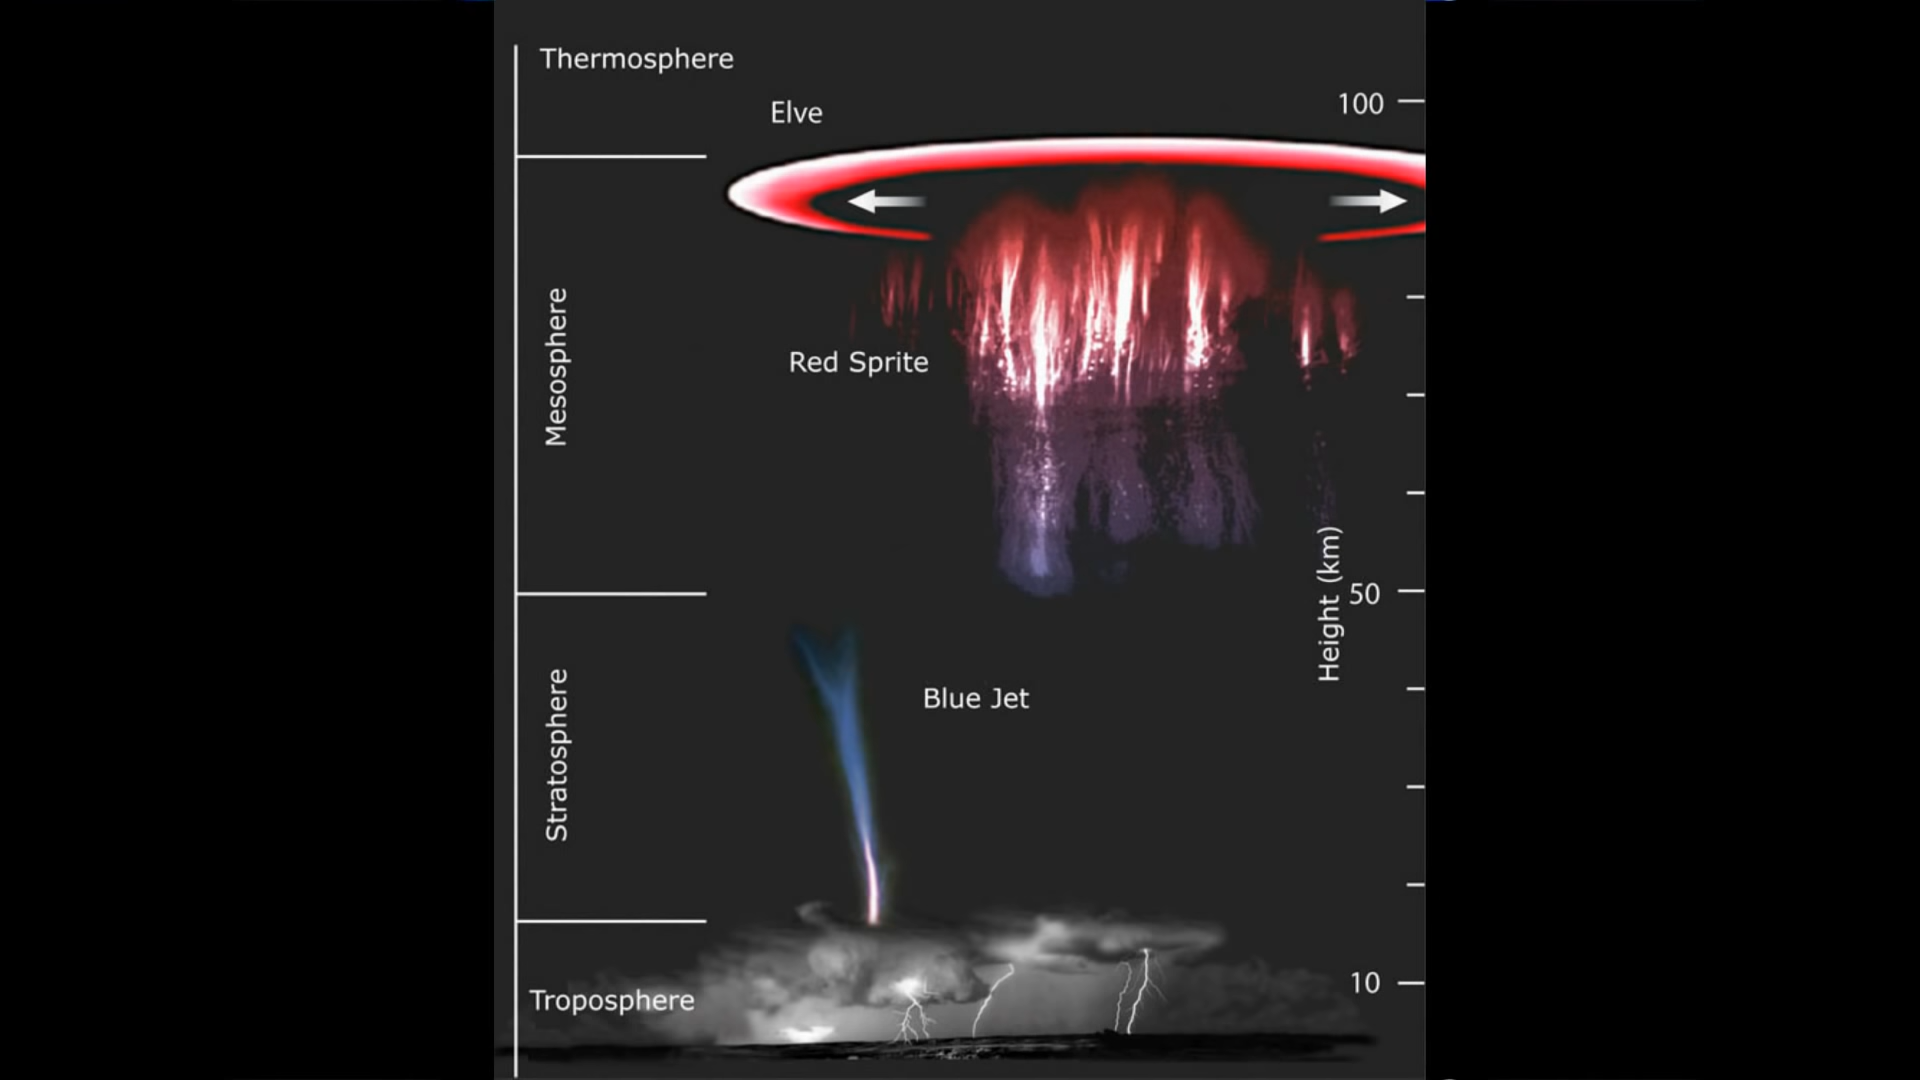 Thermosphere
Elve
100
Mesosphere
Red Sprite
Height (km)
50
Stratosphere
Blue Jet
10
Troposphere